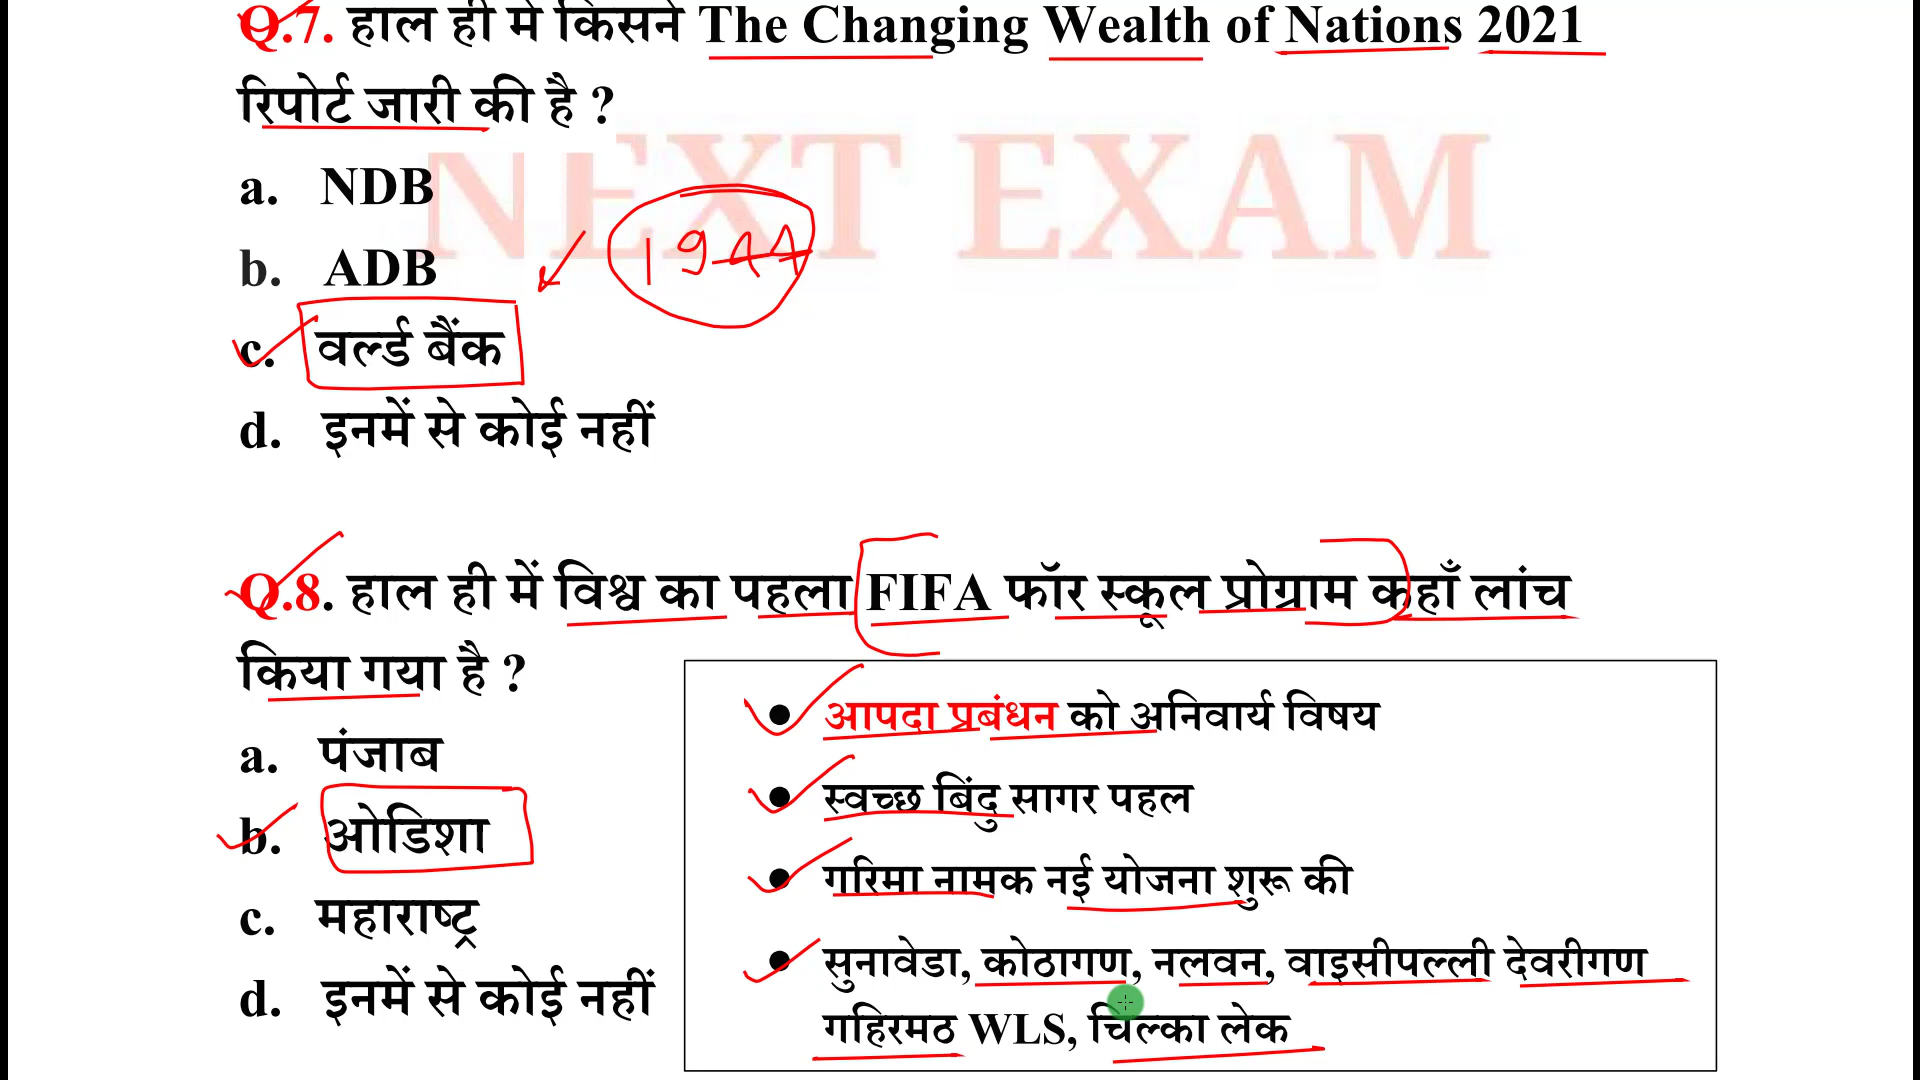 Q.7. हाल ही में किसने The Changing Wealth of Nations 2021
रिपोर्ट जारी की है ?
NEXT EXAM
a. NDB
1944
b. ADB
c. वर्ल्ड बैंक
d. इनमें से कोई नहीं
Q.8. हाल ही में विश्व का पहला FIFA फॉर स्कूल प्रोग्राम कहाँ लांच
किया गया है ?
a. पंजाब
b. ओडिशा
c. महाराष्ट्र
d. इनमें से कोई नहीं
● आपदा प्रबंधन को अनिवार्य विषय
● स्वच्छ बिंदु सागर पहल
● गरिमा नामक नई योजना शुरू की
● सुनावेडा, कोठागण, नलवन, वाइसीपल्ली देवरीगण
गहिरमठ WLS, चिल्का लेक